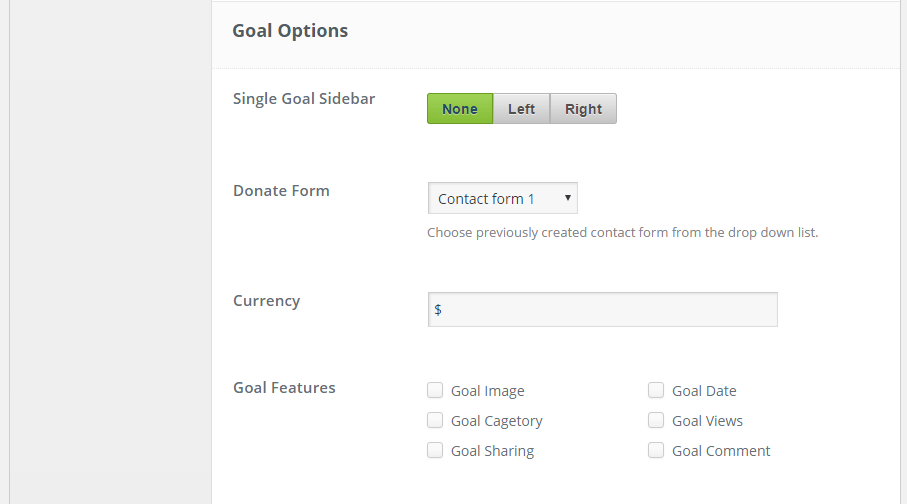 Goal Options
Single Goal Sidebar
None Left Right
Donate Form
Contact form 1
Choose previously created contact form from the drop down list.
Currency
$
Goal Features
Goal Image Goal Date
Goal Cagetory Goal Views
Goal Sharing Goal Comment